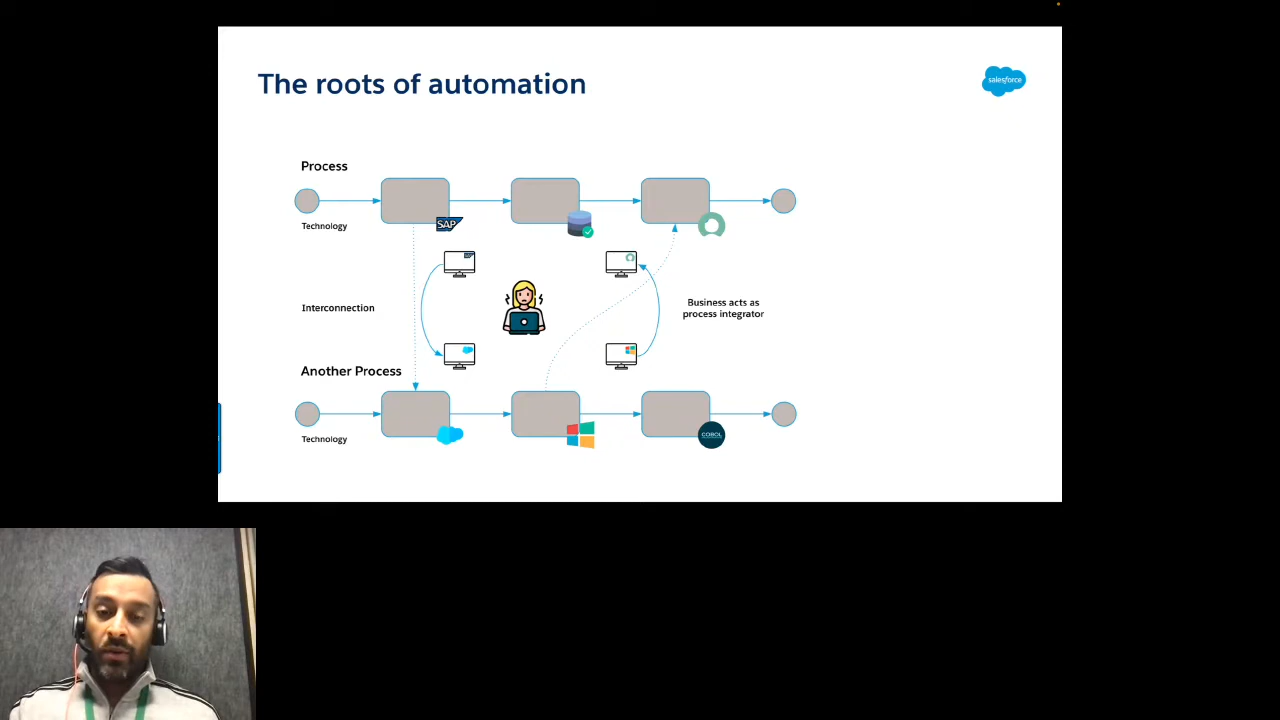 The roots of automation
salesforce
Process
Technology
SAP
Interconnection
Business acts as
process integrator
Another Process
Technology
COBOL